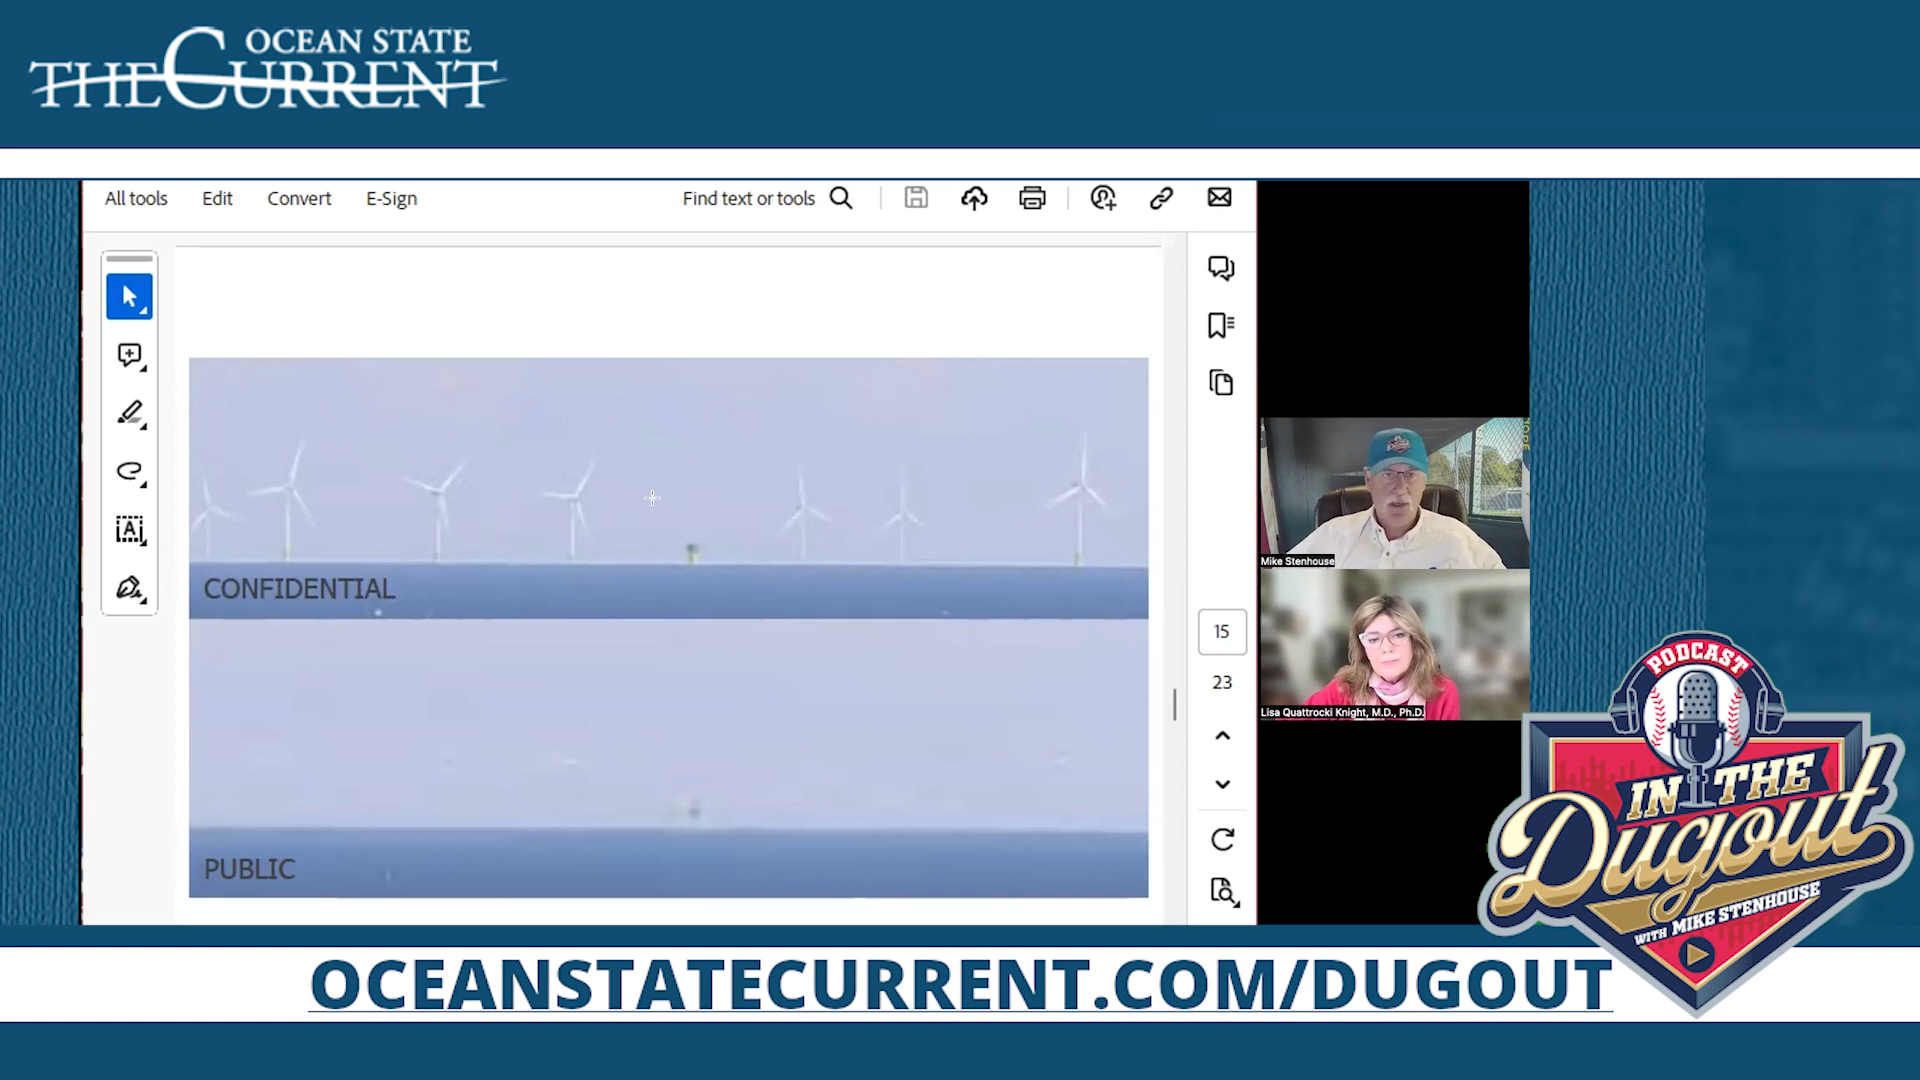 OCEAN STATE
THE CURRENT
All tools Edit Convert E-Sign Find text or tools
A
CONFIDENTIAL
PUBLIC
15
23
Mike Stenhouse
Lisa Quattrocki Knight, M.D., Ph.D.
PODCAST
IN THE
Dugout
WITH MIKE STENHOUSE
OCEANSTATECURRENT.COM/DUGOUT